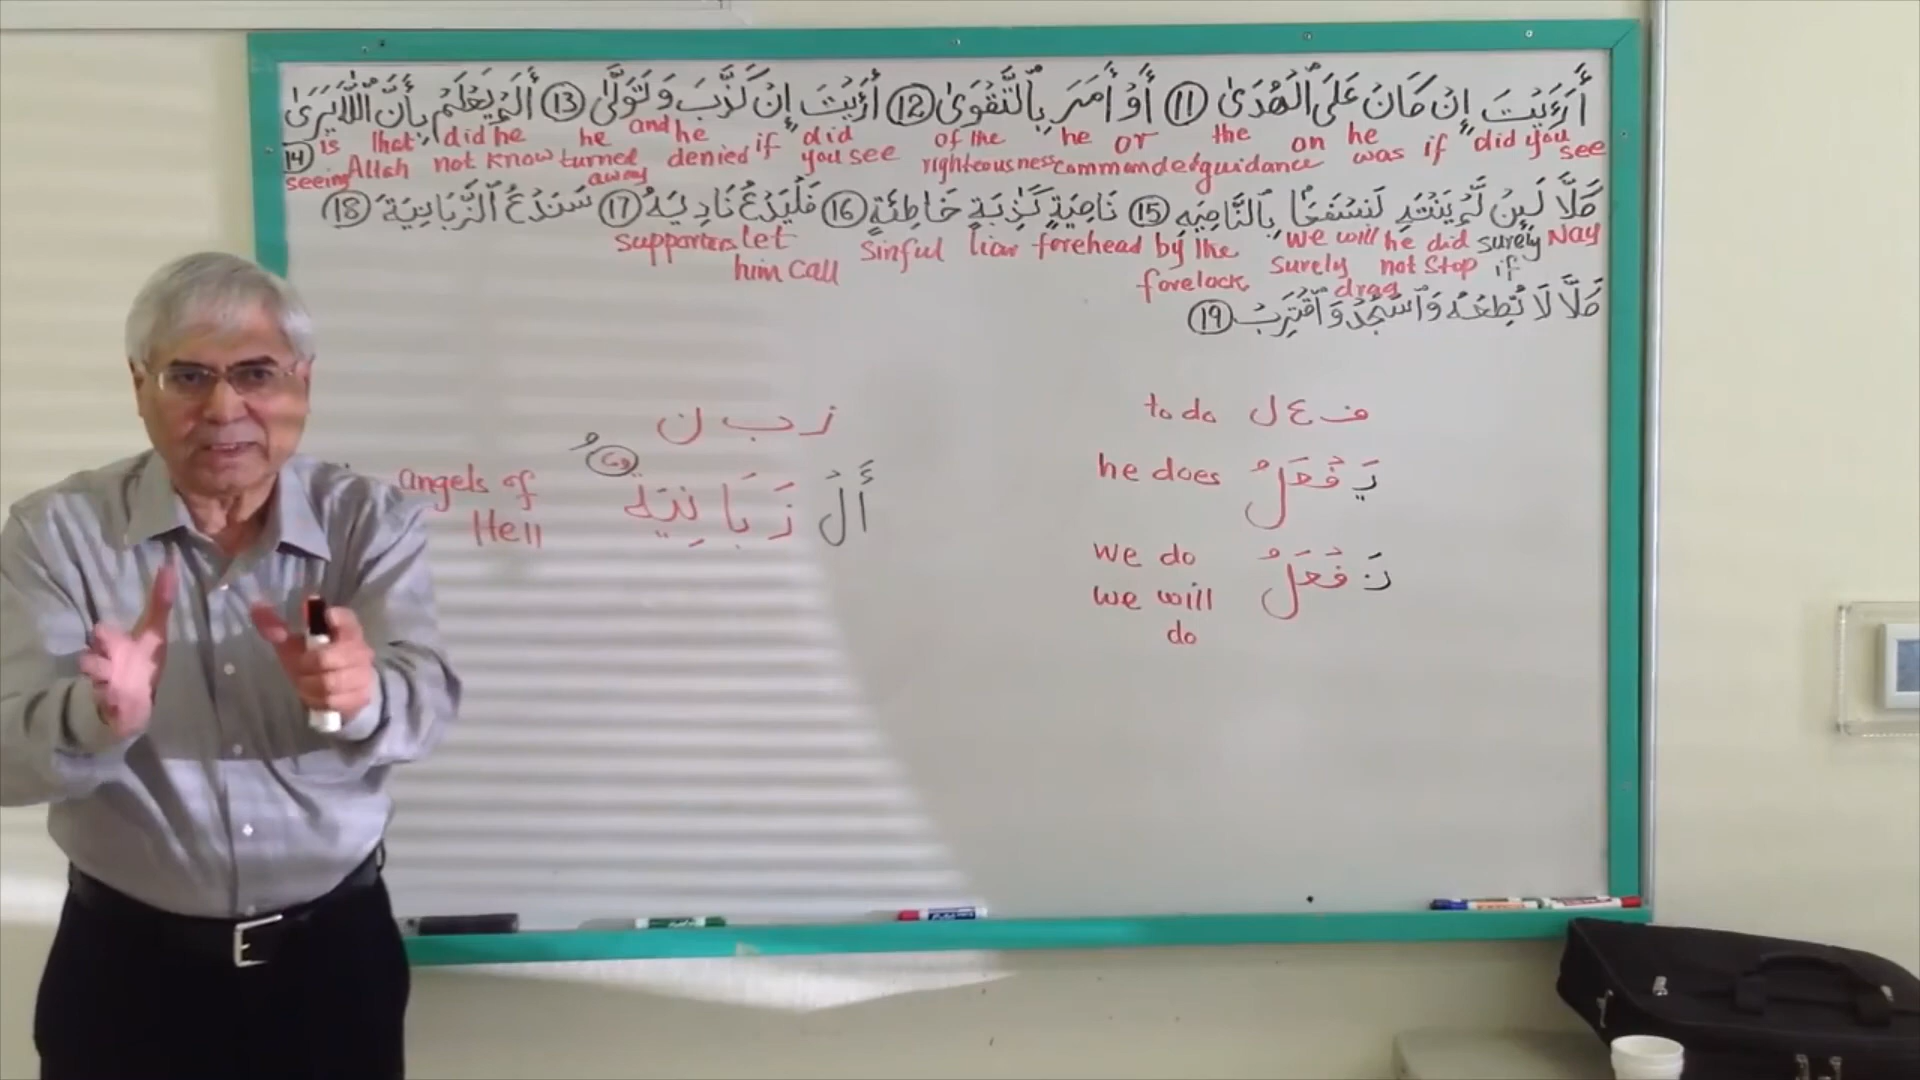 أَرَءَيْتَ إِنْ كَانَ عَلَى ٱلْهُدَىٰ ⑪ أَوْ أَمَرَ بِٱلتَّقْوَىٰ ⑫ أَرَءَيْتَ إِنْ كَذَّبَ وَتَوَلَّىٰ ⑬ أَلَمْ يَعْلَمْ بِأَنَّ ٱللَّهَ يَرَىٰ
is that did he he and he "did of the he or the on he "did you
⑭ seeing Allah not know turned away denied if you see righteousness commanded guidance was if see
كَلَّا لَئِنْ لَّمْ يَنْتَهِ لَنَسْفَعًا بِٱلنَّاصِيَةِ ⑮ نَاصِيَةٍ كَٰذِبَةٍ خَاطِئَةٍ ⑯ فَلْيَدْعُ نَادِيَهُ ⑰ سَنَدْعُ ٱلزَّبَانِيَةَ ⑱
supporters let sinful liar forehead by the we will he did surely Nay
him call forelock surely not stop if
drag
كَلَّا لَا تُطِعْهُ وَٱسْجُدْ وَٱقْتَرِبْ ⑲
to do ف ع ل
he does يَفْعَلُ
we do نَفْعَلُ
we will
do
ز ب ن
أَلْ زَبَانِيَة
angels of
Hell